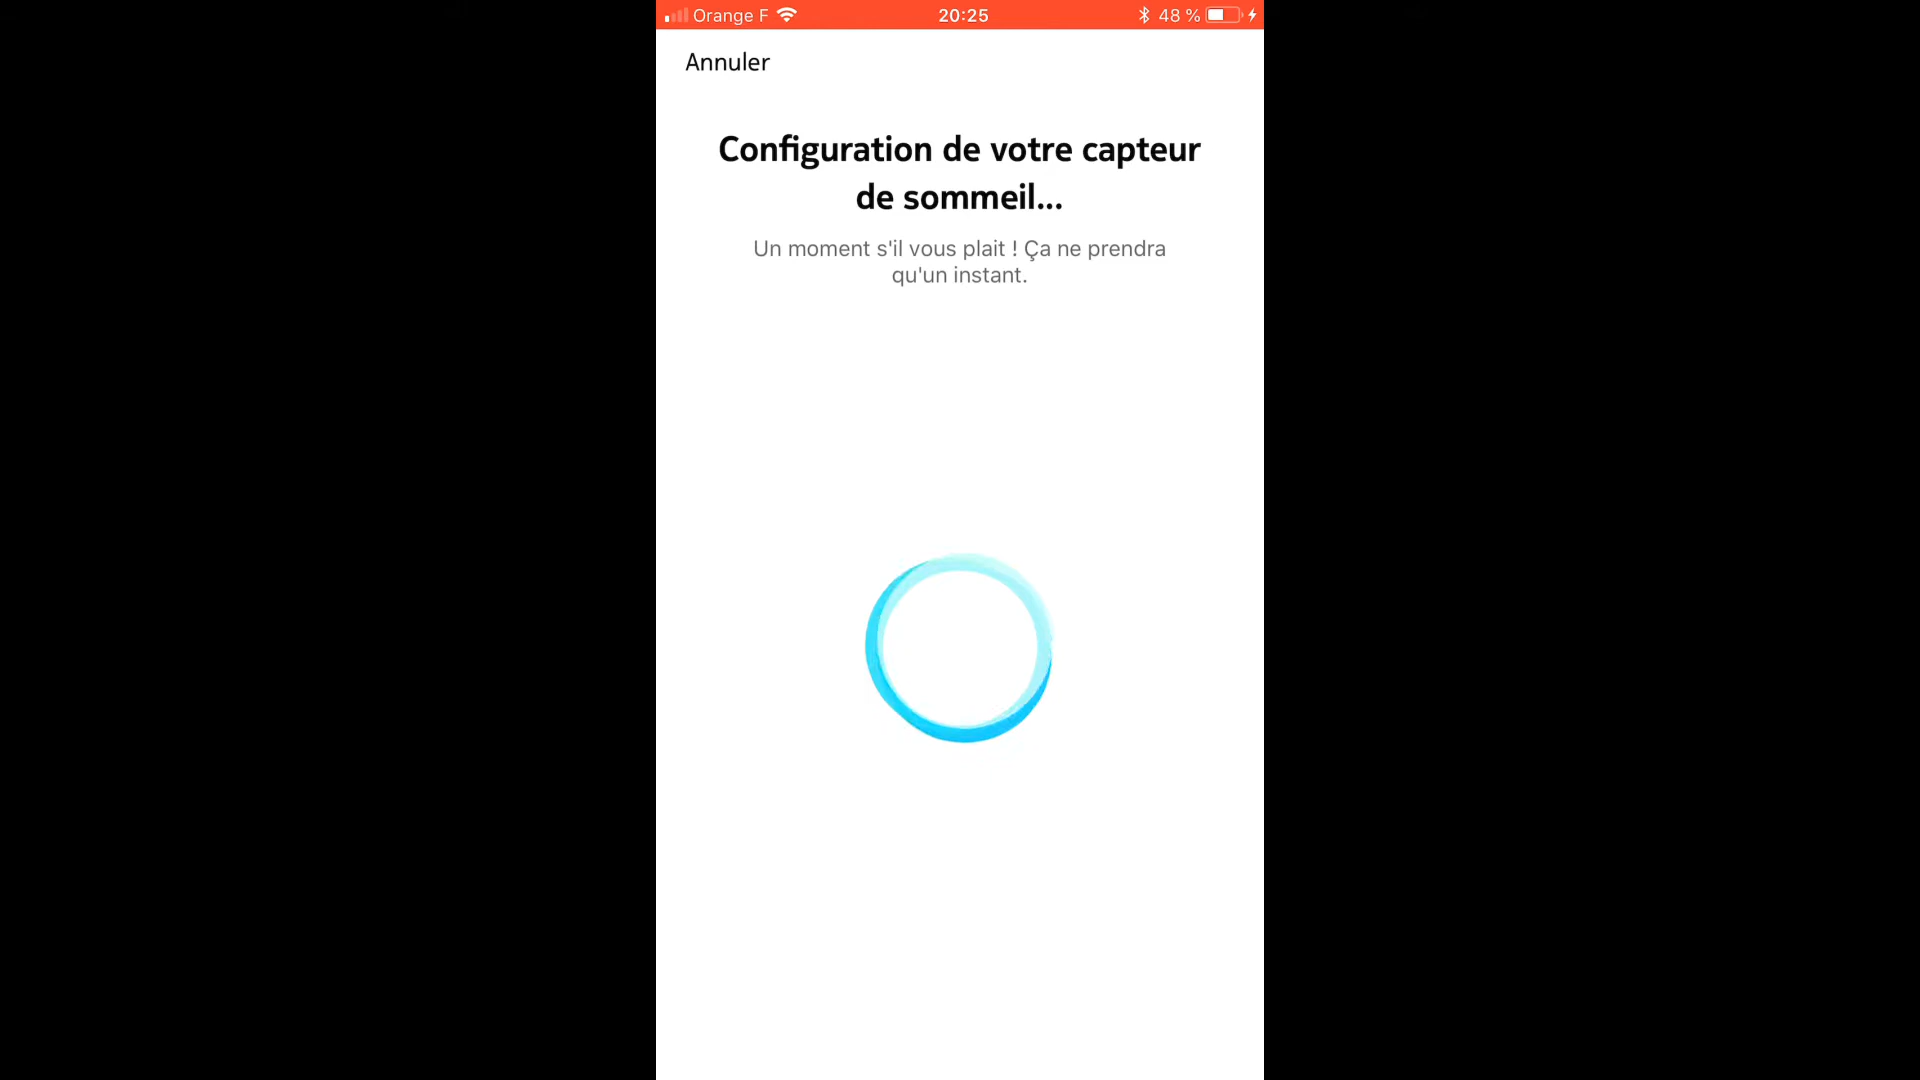 Orange F 20:25 48 %
Annuler
Configuration de votre capteur
de sommeil...
Un moment s'il vous plait ! Ça ne prendra
qu'un instant.